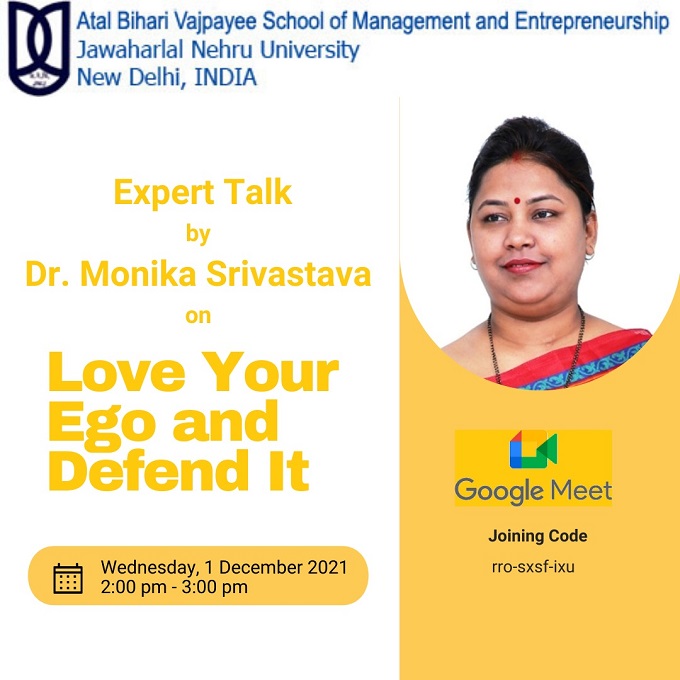 Atal Bihari Vajpayee School of Management and Entrepreneurship
Jawaharlal Nehru University
New Delhi, INDIA
Expert Talk
by
Dr. Monika Srivastava
on
Love Your
Ego and
Defend It
Wednesday, 1 December 2021
2:00 pm - 3:00 pm
Google Meet
Joining Code
rro-sxsf-ixu